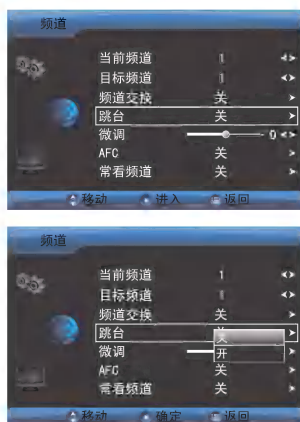 频道
当前频道 1
目标频道 1
频道交换 关
跳台 关
微调 0
AFC 关
常看频道 关
移动 进入 返回
频道
当前频道 1
目标频道 1
频道交换 关
跳台 关
开
微调
AFC 关
常看频道 关
移动 确定 返回